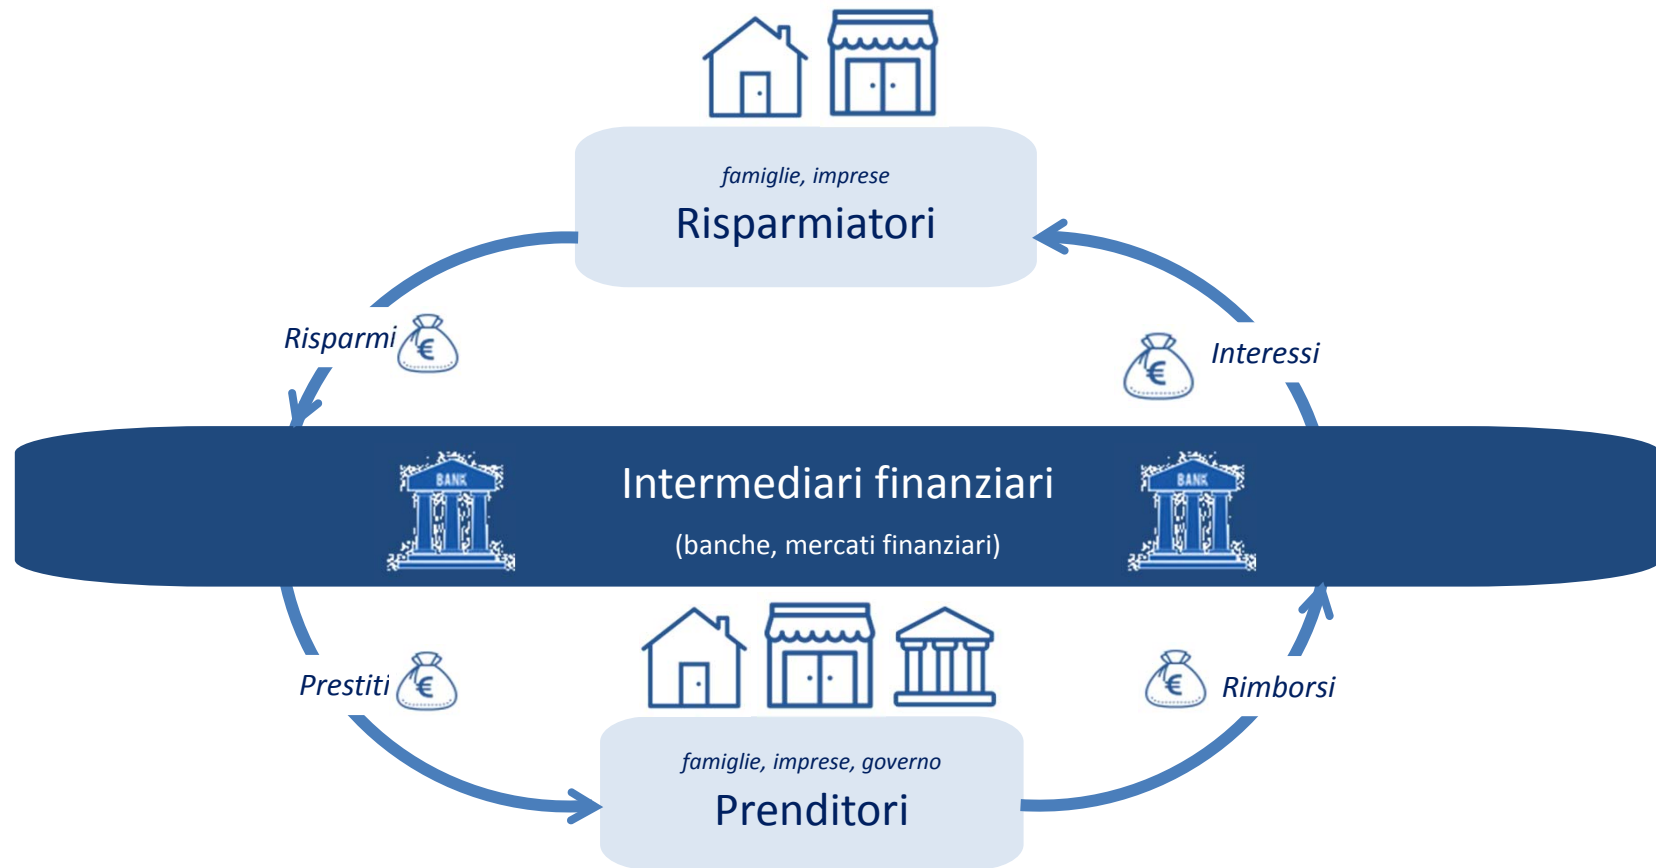 famiglie, imprese
Risparmiatori
Risparmi
€
€
Interessi
BANK
Intermediari finanziari
(banche, mercati finanziari)
BANK
Prestiti
€
€
Rimborsi
famiglie, imprese, governo
Prenditori